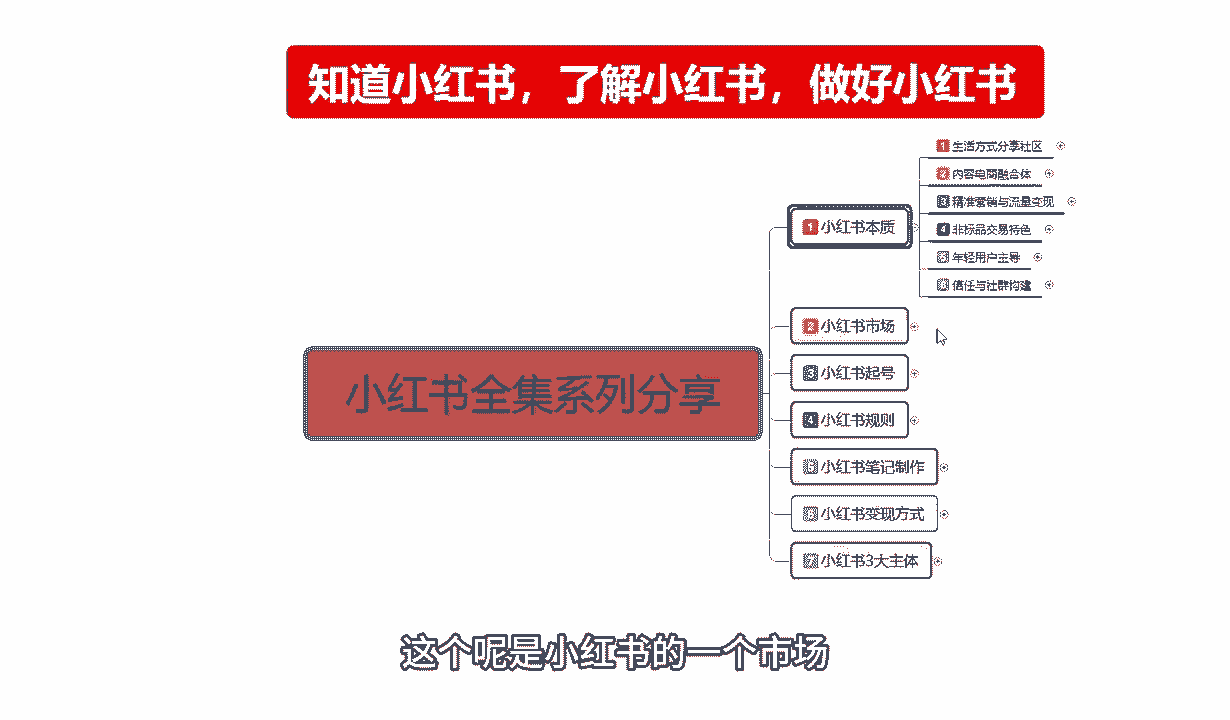 知道小红书，了解小红书，做好小红书
小红书全集系列分享
1 小红书本质
1 生活方式分享社区
2 内容电商融合体
3 精准营销与流量变现
4 非标品交易特色
5 年轻用户主导
6 信任与社群构建
2 小红书市场
3 小红书起号
4 小红书规则
5 小红书笔记制作
6 小红书变现方式
7 小红书3大主体
这个呢是小红书的一个市场